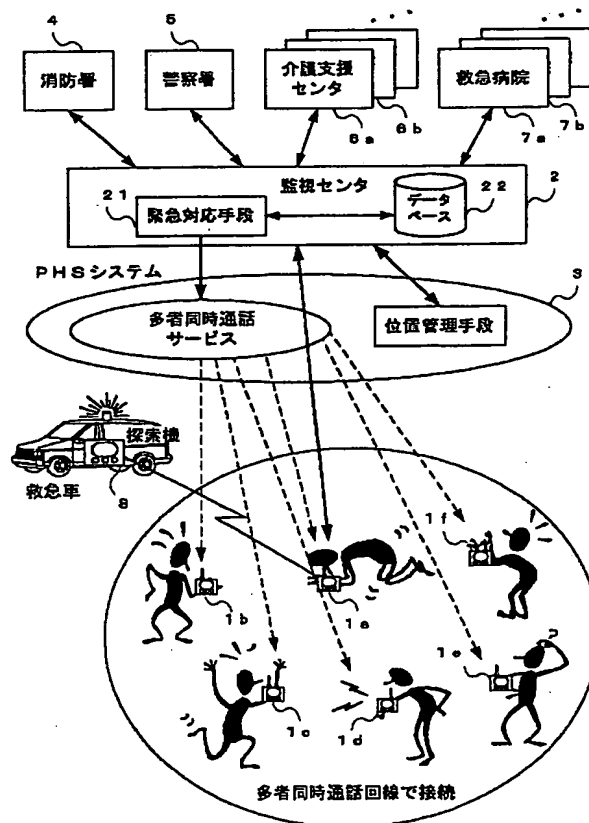 4
5
消防署
警察署
介護支援
センタ
救急病院
6a
6b
7a
7b
監視センタ
21
緊急対応手段
データ
ベース
22
2
PHSシステム
3
多者同時通話
サービス
位置管理手段
探索機
救急車
8
1f
1b
1a
1e
1c
1d
多者同時通話回線で接続